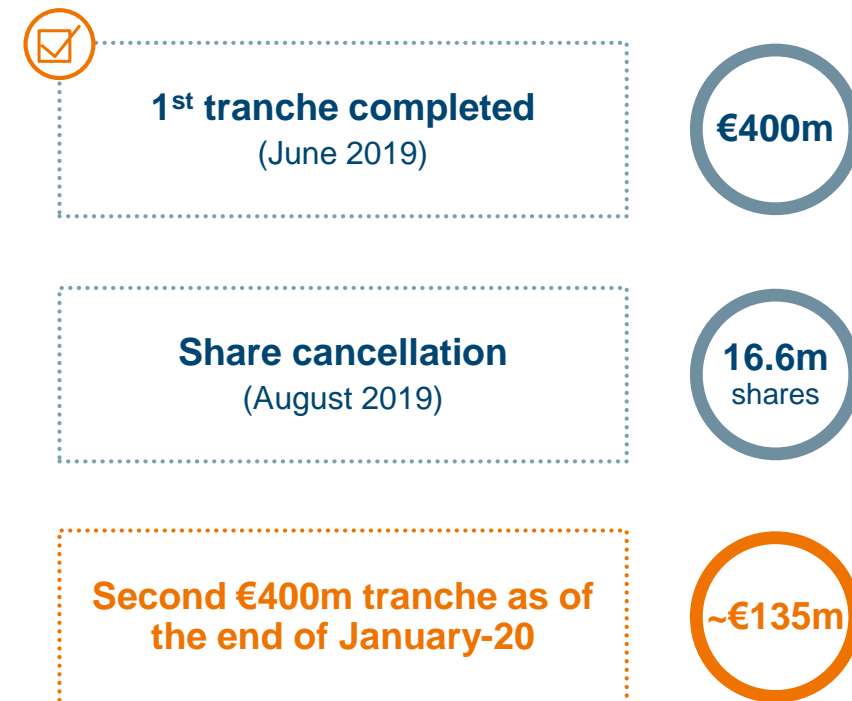 1st tranche completed
(June 2019)
€400m
Share cancellation
(August 2019)
16.6m
shares
Second €400m tranche as of
the end of January-20
~€135m